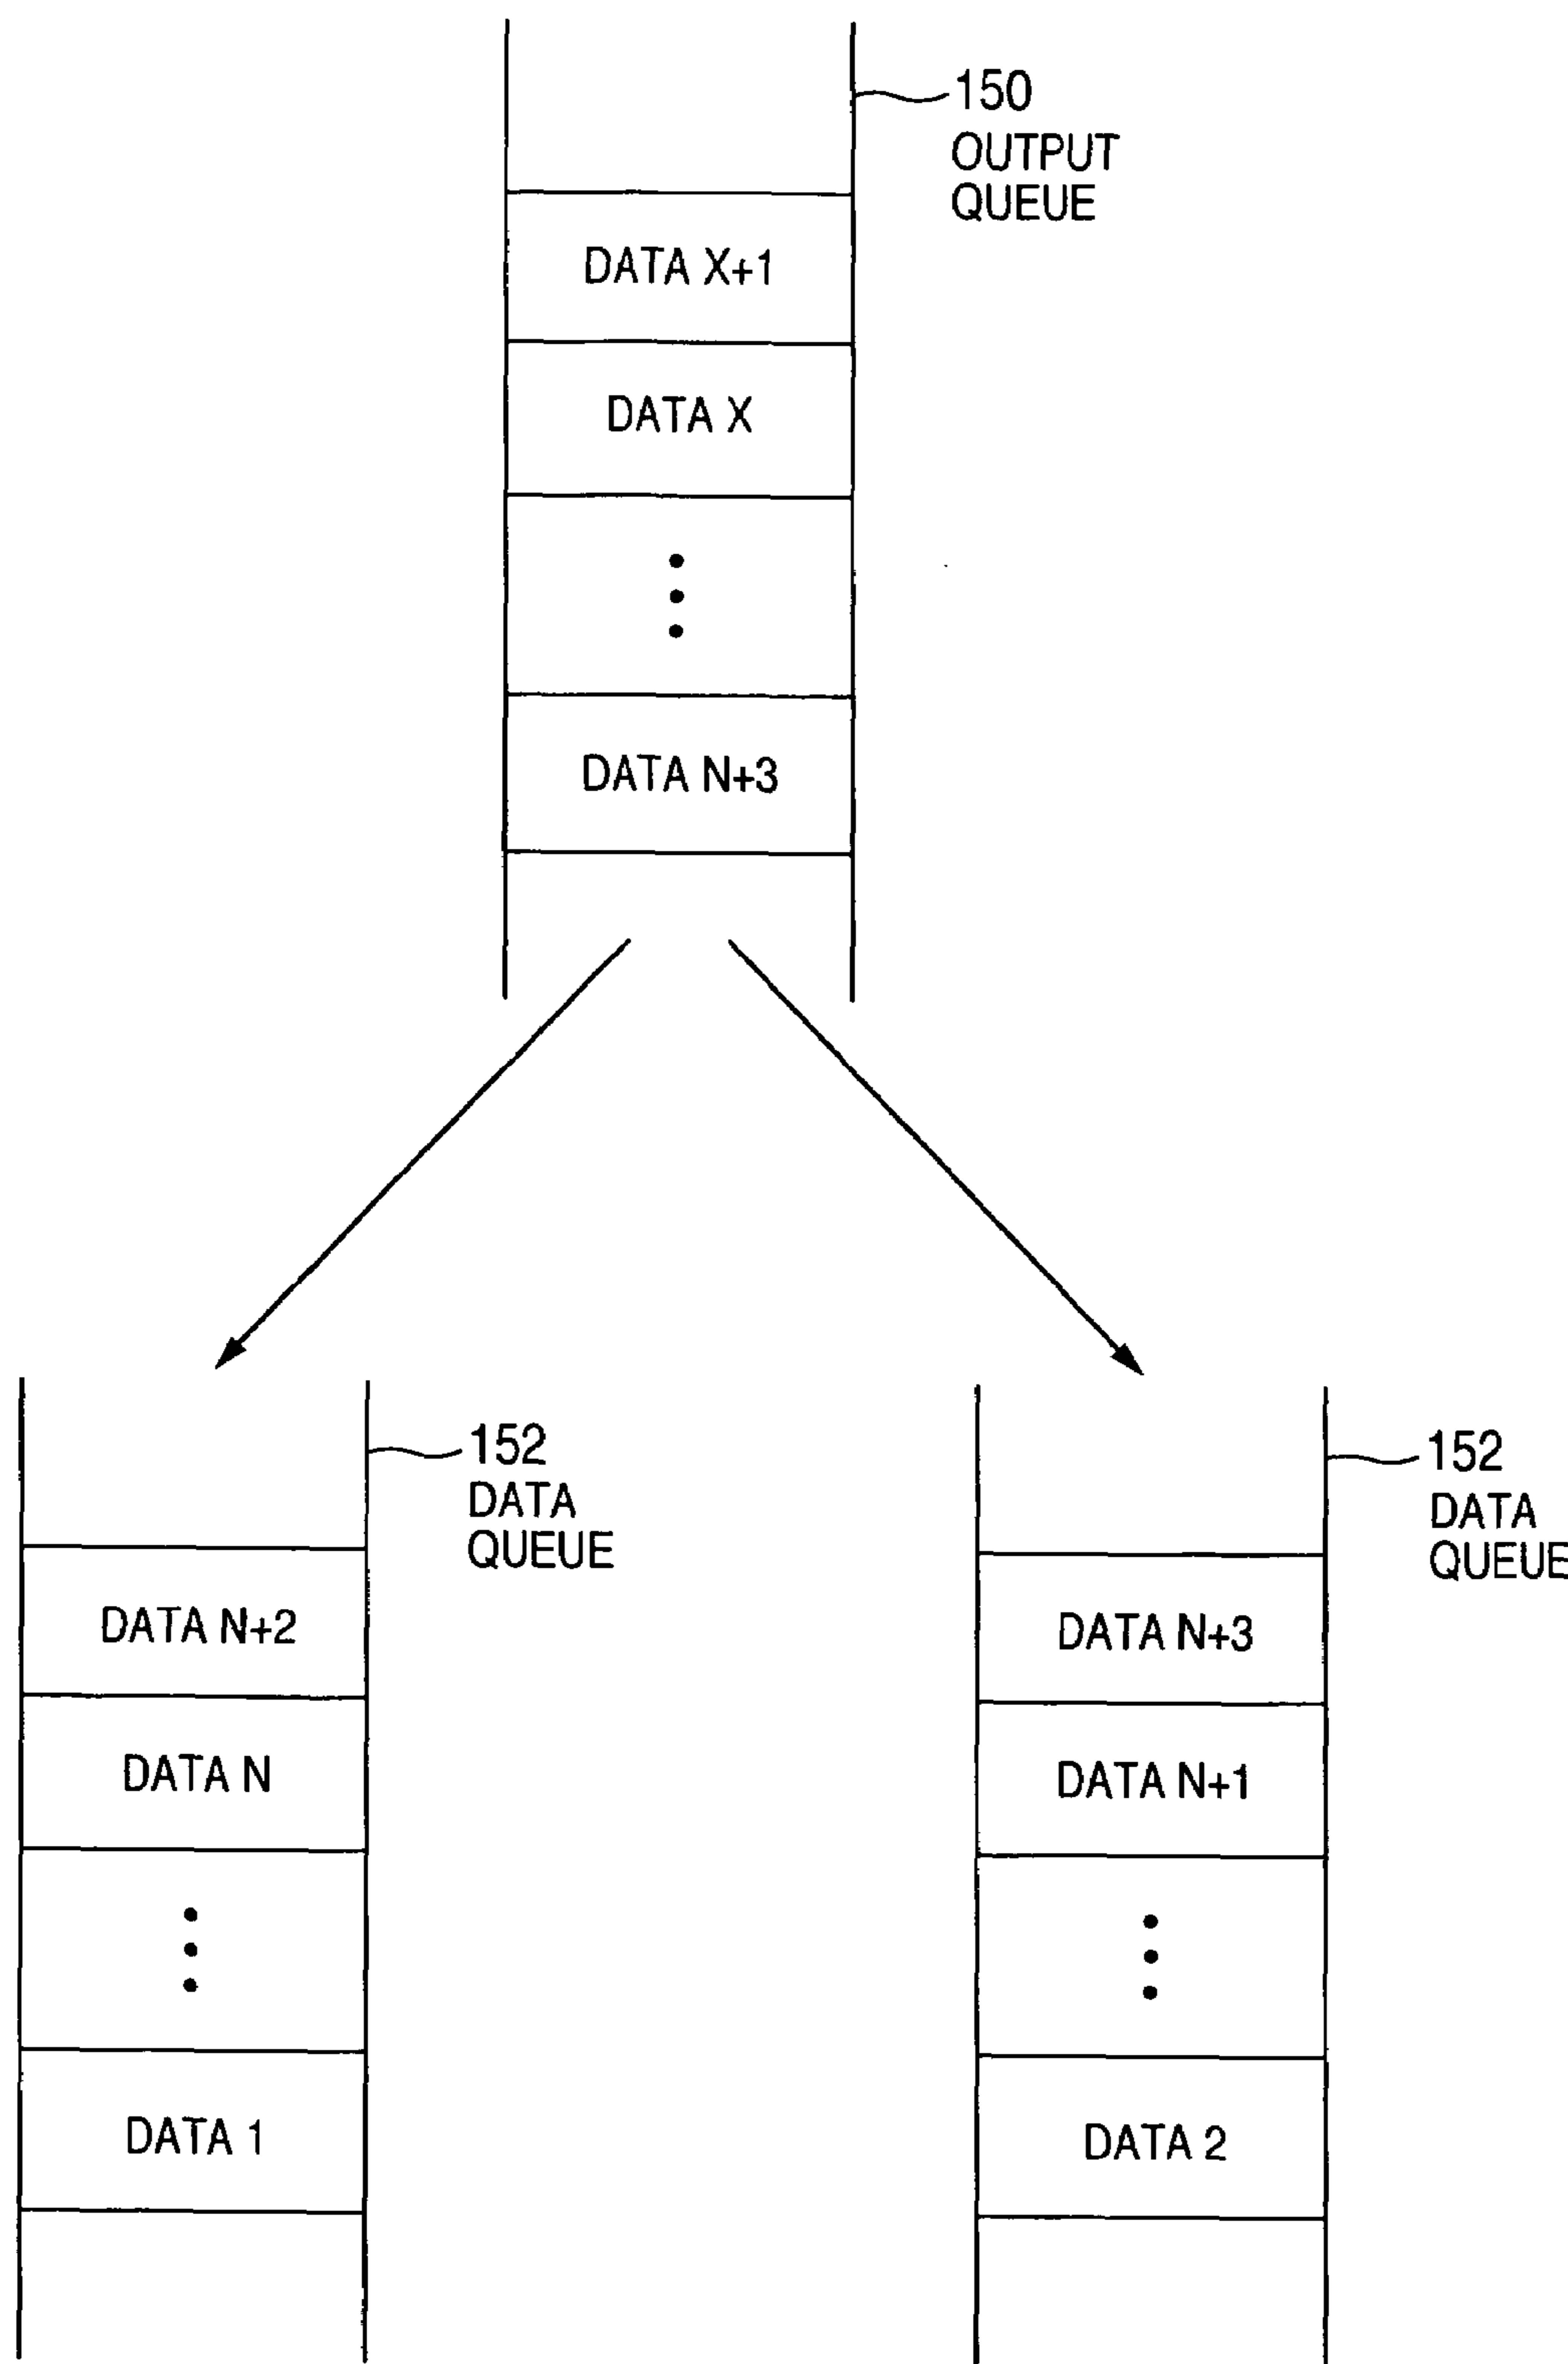 150
OUTPUT
QUEUE
DATA X+1
DATA X
DATA N+3
152
DATA
QUEUE
DATA N+2
DATA N
DATA 1
152
DATA
QUEUE
DATA N+3
DATA N+1
DATA 2